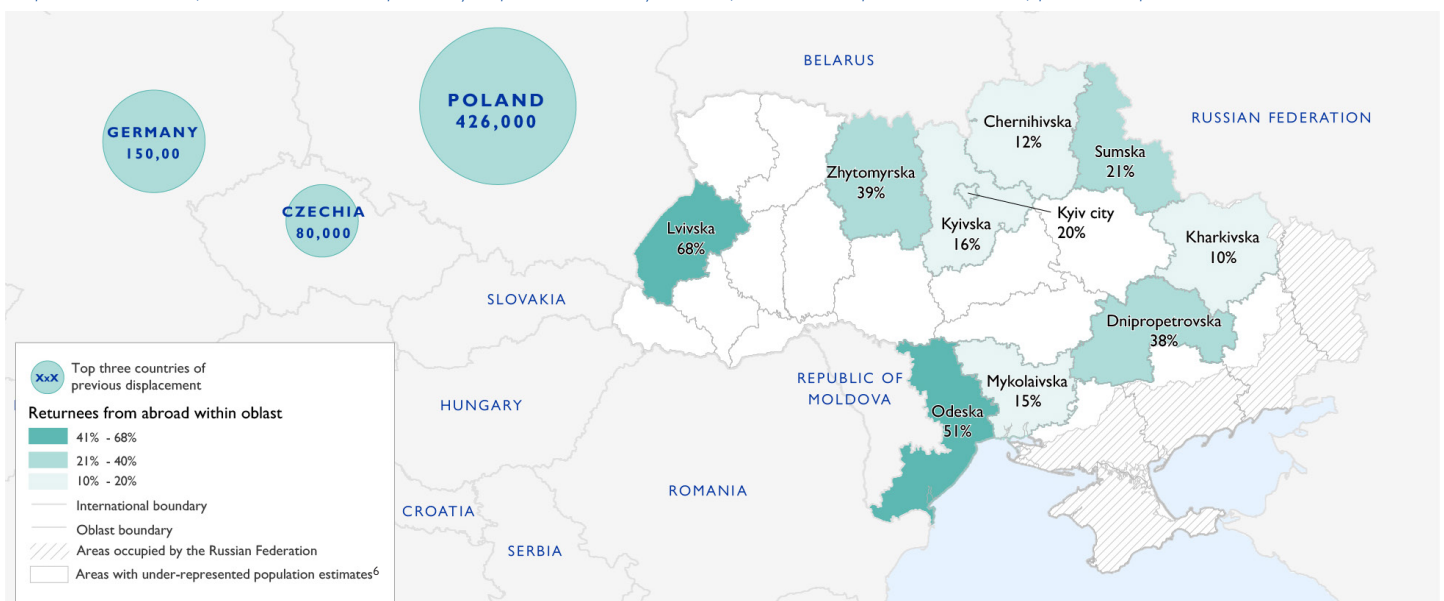 BELARUS
POLAND
426,000
GERMANY
150,00
CZECHIA
80,000
RUSSIAN FEDERATION
Chernihivska
12%
Sumska
21%
Zhytomyrska
39%
Kyiv city
20%
Kyivska
16%
Lvivska
68%
Kharkivska
10%
SLOVAKIA
Dnipropetrovska
38%
REPUBLIC OF
MOLDOVA
Mykolaivska
15%
Odeska
51%
HUNGARY
ROMANIA
CROATIA
SERBIA
XxX
Top three countries of
previous displacement
Returnees from abroad within oblast
41% - 68%
21% - 40%
10% - 20%
International boundary
Oblast boundary
Areas occupied by the Russian Federation
Areas with under-represented population estimates6